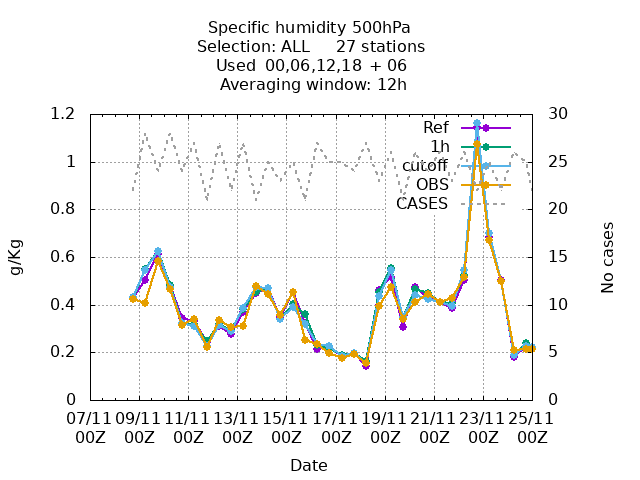 Specific humidity 500hPa
Selection: ALL     27 stations
Used  00,06,12,18 + 06
Averaging window: 12h
1.2
1
0.8
0.6
0.4
0.2
0
30
25
20
15
10
5
0
Ref
1h
cutoff
OBS
CASES
g/Kg
No cases
07/11 09/11 11/11 13/11 15/11 17/11 19/11 21/11 23/11 25/11
00Z 00Z 00Z 00Z 00Z 00Z 00Z 00Z 00Z 00Z
Date